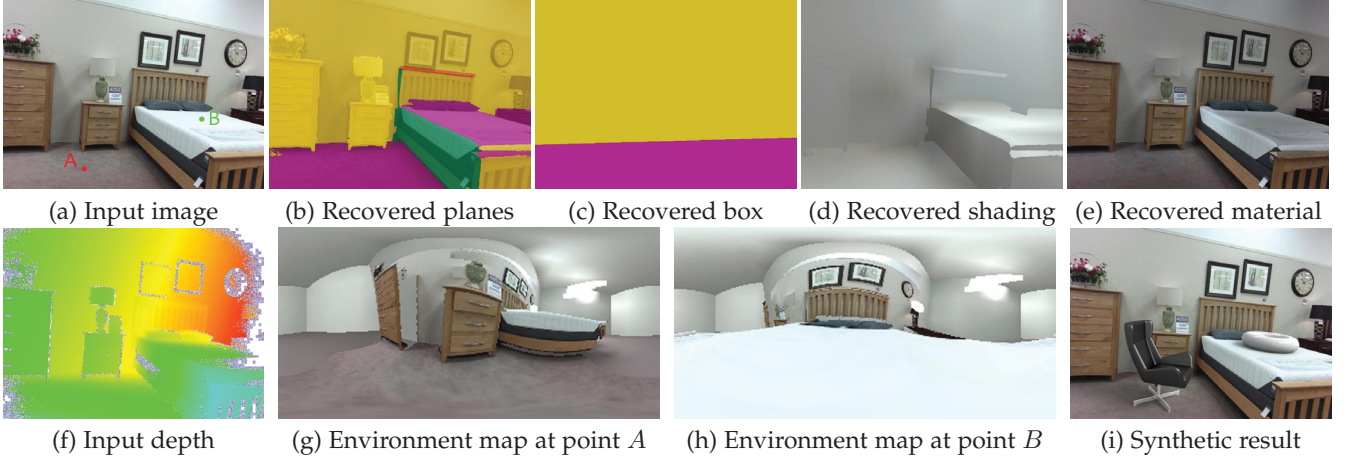 A
B
(a) Input image
(b) Recovered planes
(c) Recovered box
(d) Recovered shading
(e) Recovered material
(f) Input depth
(g) Environment map at point A
(h) Environment map at point B
(i) Synthetic result